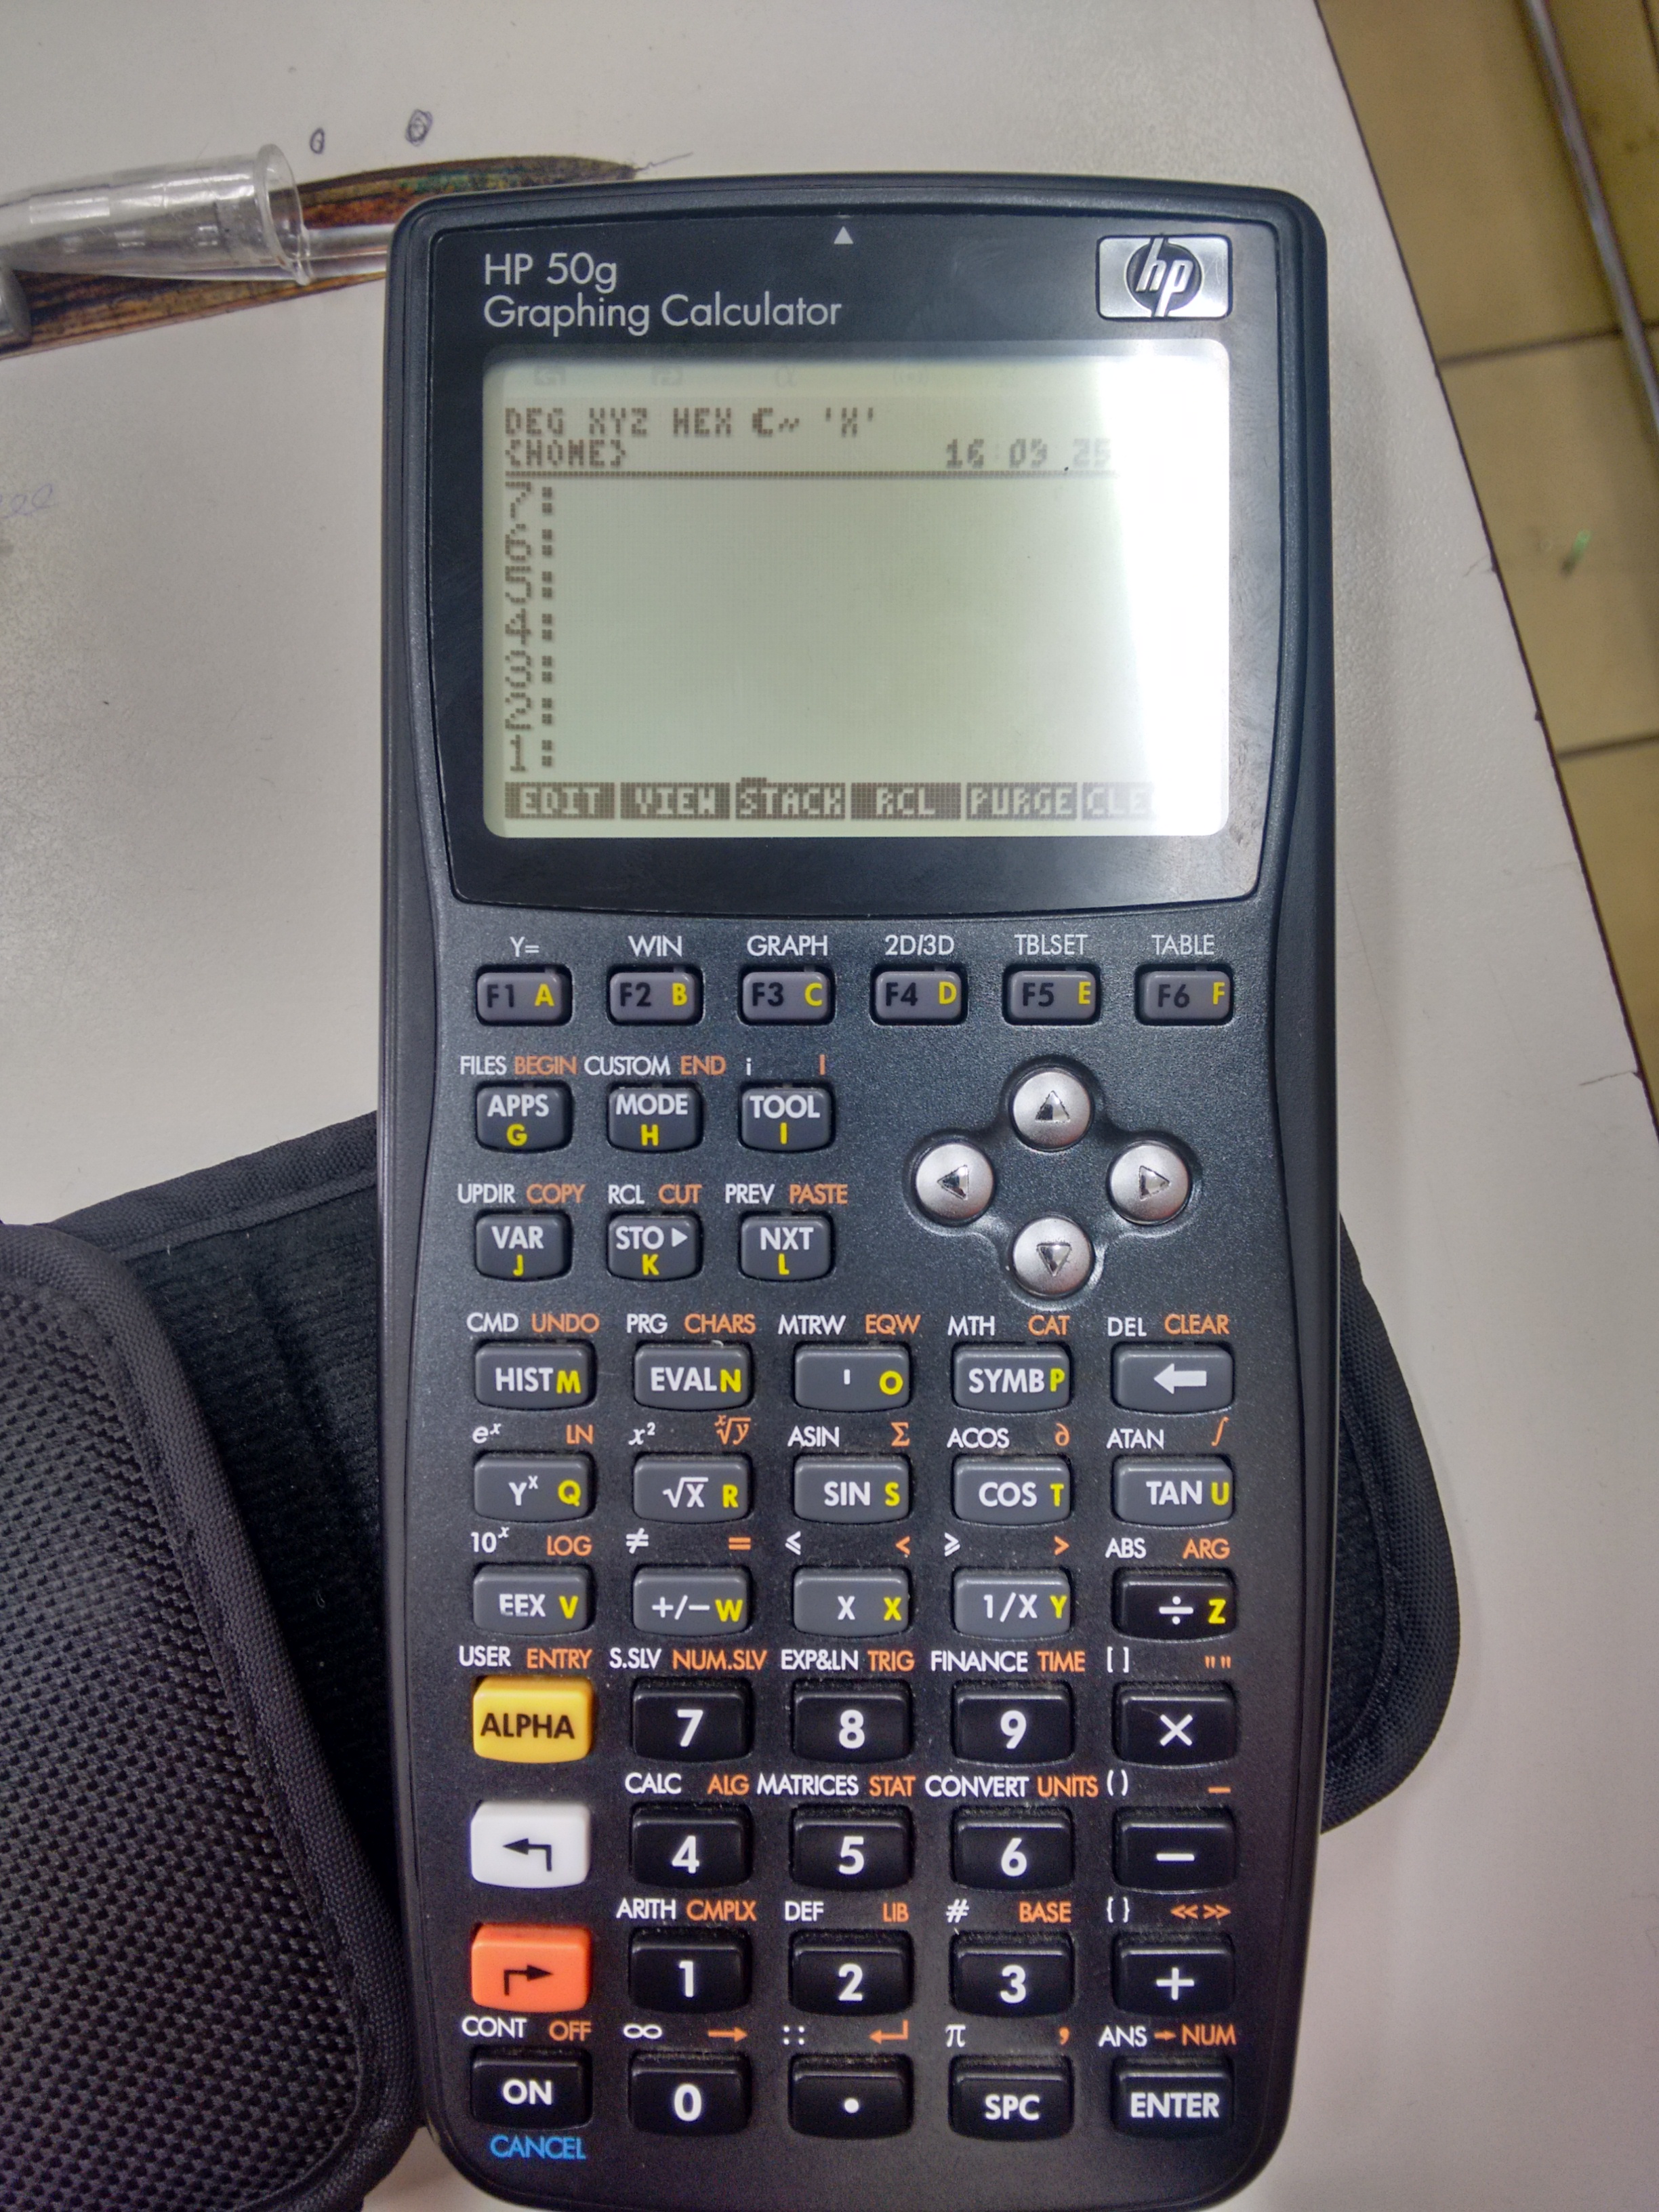 HP 50g
Graphing Calculator
hp
DEG XYZ HEX C~ 'X'
{HOME}
7:
6:
5:
4:
3:
2:
1:
EDIT VIEW STACK RCL PURGE
Y= WIN GRAPH 2D/3D TBLSET TABLE
F1 A F2 B F3 C F4 D F5 E F6 F
FILES BEGIN CUSTOM END i |
APPS MODE TOOL
G H I
UPDIR COPY RCL CUT PREV PASTE
VAR STO▶ NXT
J K L
CMD UNDO PRG CHARS MTRW EQW MTH CAT DEL CLEAR
HIST M EVAL N ' O SYMB P ←
eˣ LN x² ˣ√y ASIN Σ ACOS ∂ ATAN ∫
Yˣ Q √X R SIN S COS T TAN U
10ˣ LOG ≠ = ≤ < ≥ > ABS ARG
EEX V +/− W X X 1/X Y ÷ Z
USER ENTRY S.SLV NUM.SLV EXP&LN TRIG FINANCE TIME [ ] " "
ALPHA 7 8 9 ×
CALC ALG MATRICES STAT CONVERT UNITS ( ) _
↰ 4 5 6 −
ARITH CMPLX DEF LIB # BASE { } « »
↱ 1 2 3 +
CONT OFF ∞ → :: ↵ π , ANS → NUM
ON 0 . SPC ENTER
CANCEL